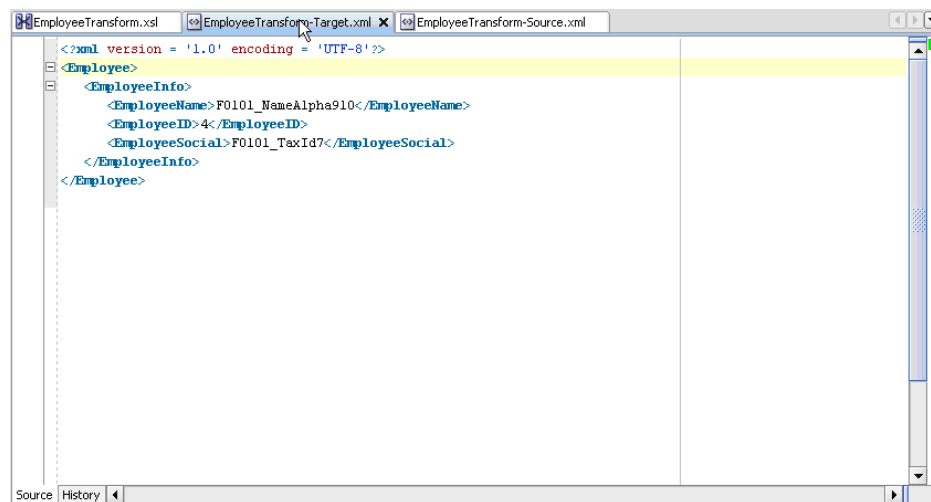 EmployeeTransform.xsl EmployeeTransform-Target.xml EmployeeTransform-Source.xml
<?xml version = '1.0' encoding = 'UTF-8'?>
<Employee>
<EmployeeInfo>
<EmployeeName>F0101_NameAlpha910</EmployeeName>
<EmployeeID>4</EmployeeID>
<EmployeeSocial>F0101_TaxId7</EmployeeSocial>
</EmployeeInfo>
</Employee>
Source History